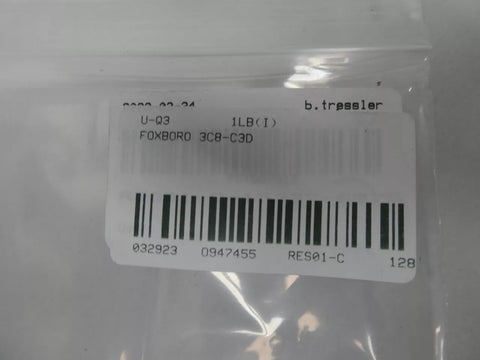 b.tressler
U-Q3 1LB(I)
FOXBORO 3C8-C3D
032923 0947455 RES01-C 128